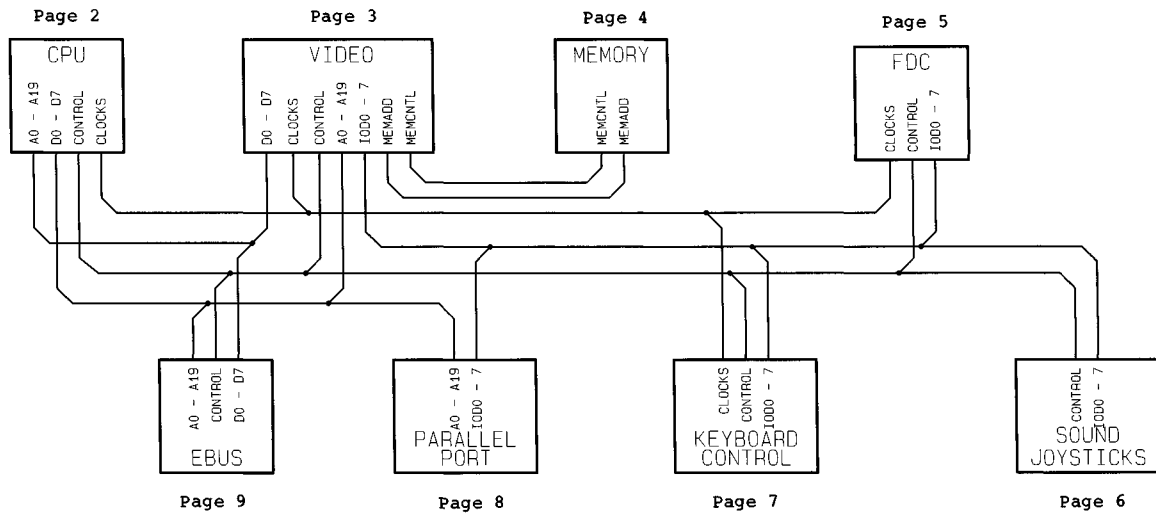 Page 2
Page 3
Page 4
Page 5
CPU
A0 - A19
D0 - D7
CONTROL
CLOCKS
VIDEO
D0 - D7
CLOCKS
CONTROL
A0 - A19
IOD0 - 7
MEMADD
MEMCNTL
MEMORY
MEMCNTL
MEMADD
FDC
CLOCKS
CONTROL
IOD0 - 7
A0 - A19
CONTROL
D0 - D7
EBUS
A0 - A19
IOD0 - 7
PARALLEL
PORT
CLOCKS
CONTROL
IOD0 - 7
KEYBOARD
CONTROL
CONTROL
IOD0 - 7
SOUND
JOYSTICKS
Page 9
Page 8
Page 7
Page 6